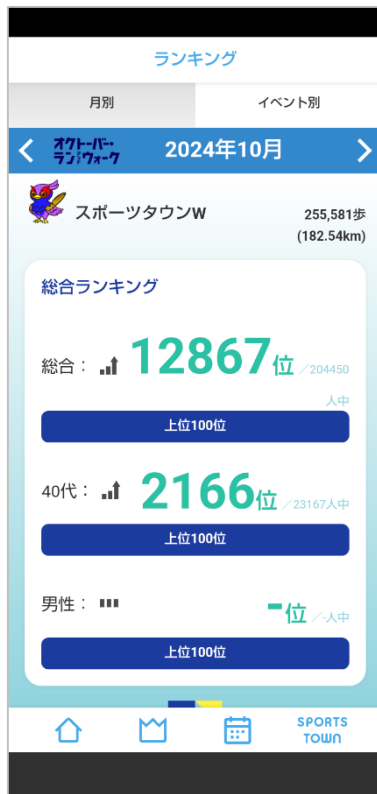 ランキング
月別
イベント別
オクトーバー・
ラン&ウォーク
2024年10月
スポーツタウンW
255,581歩
(182.54km)
総合ランキング
総合： 12867位 ／204450
人中
上位100位
40代： 2166位 ／23167人中
上位100位
男性： -位 ／-人中
上位100位
SPORTS
TOWN